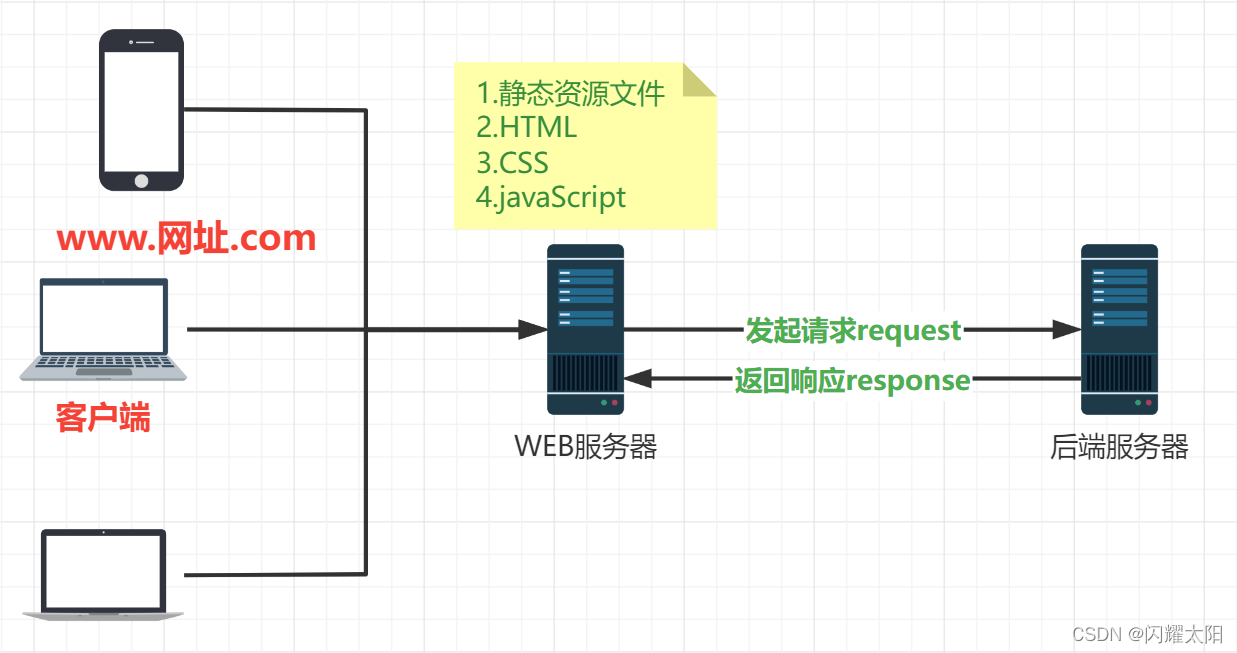 1.静态资源文件
2.HTML
3.CSS
4.javaScript
www.网址.com
发起请求request
返回响应response
客户端
WEB服务器
后端服务器
CSDN @闪耀太阳